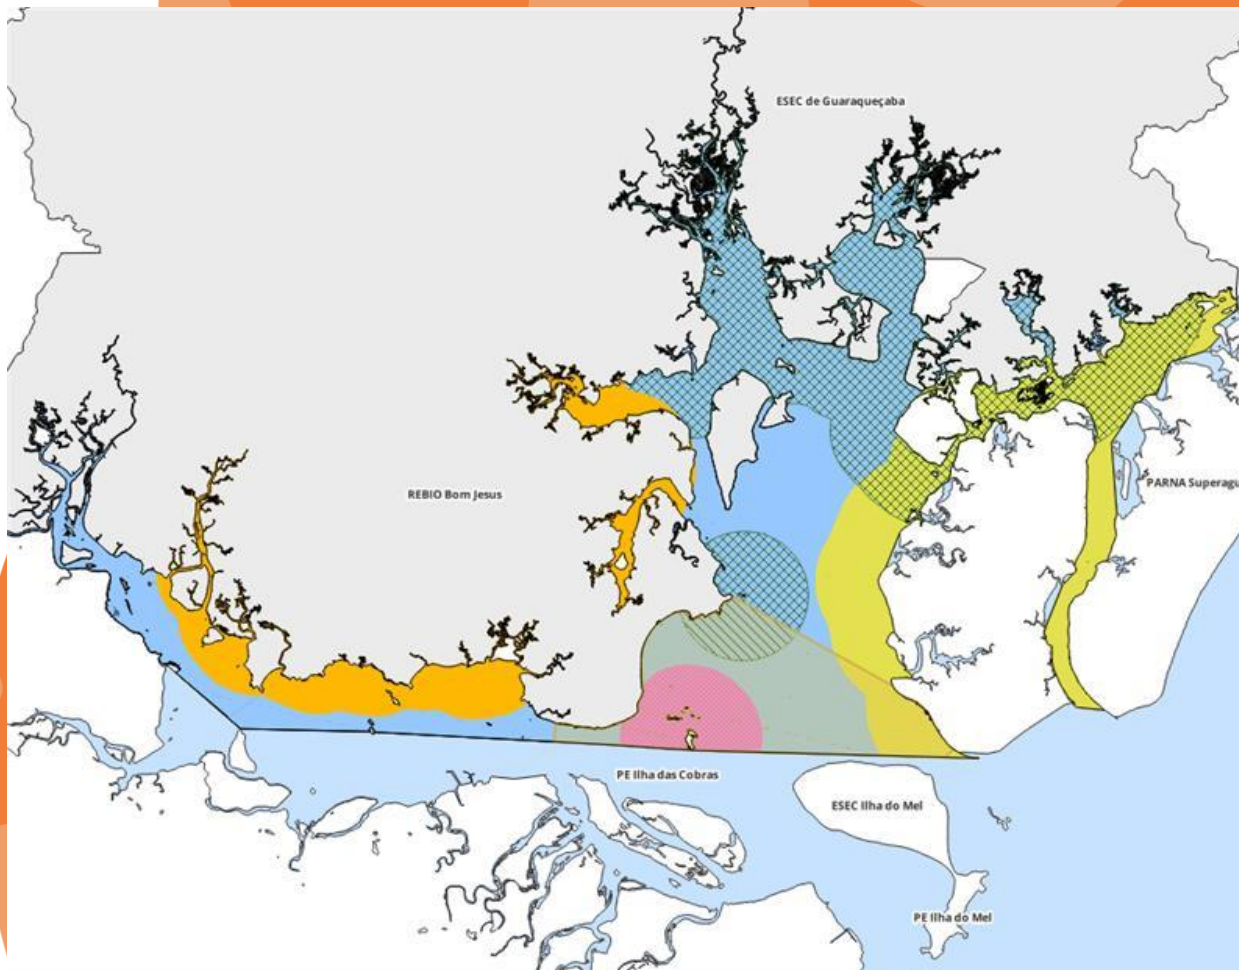 ESEC de Guaraqueçaba
REBIO Bom Jesus
PARNA Superagu
PE Ilha das Cobras
ESEC Ilha do Mel
PE Ilha do Mel